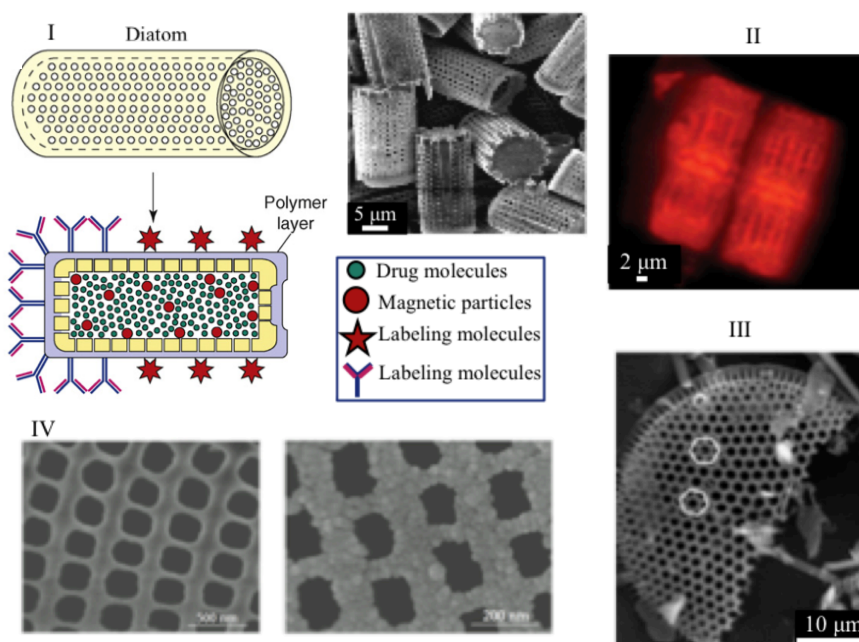 I
Diatom
5 μm
II
2 μm
Polymer
layer
Drug molecules
Magnetic particles
Labeling molecules
Labeling molecules
III
10 μm
IV
500 nm
200 nm